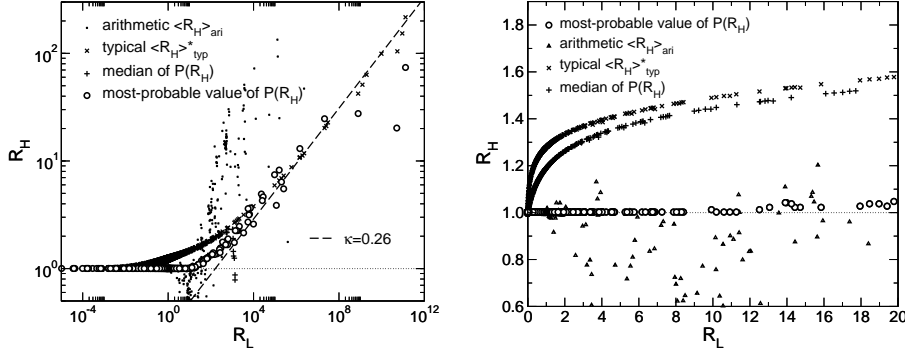 arithmetic <R_H>_ari
typical <R_H>*_typ
median of P(R_H)
most-probable value of P(R_H)
κ=0.26
10^2
10^1
10^0
R_H
10^-4
10^0
10^4
10^8
10^12
R_L
most-probable value of P(R_H)
arithmetic <R_H>_ari
typical <R_H>*_typ
median of P(R_H)
1.8
1.6
1.4
1.2
1.0
0.8
0.6
R_H
0 2 4 6 8 10 12 14 16 18 20
R_L